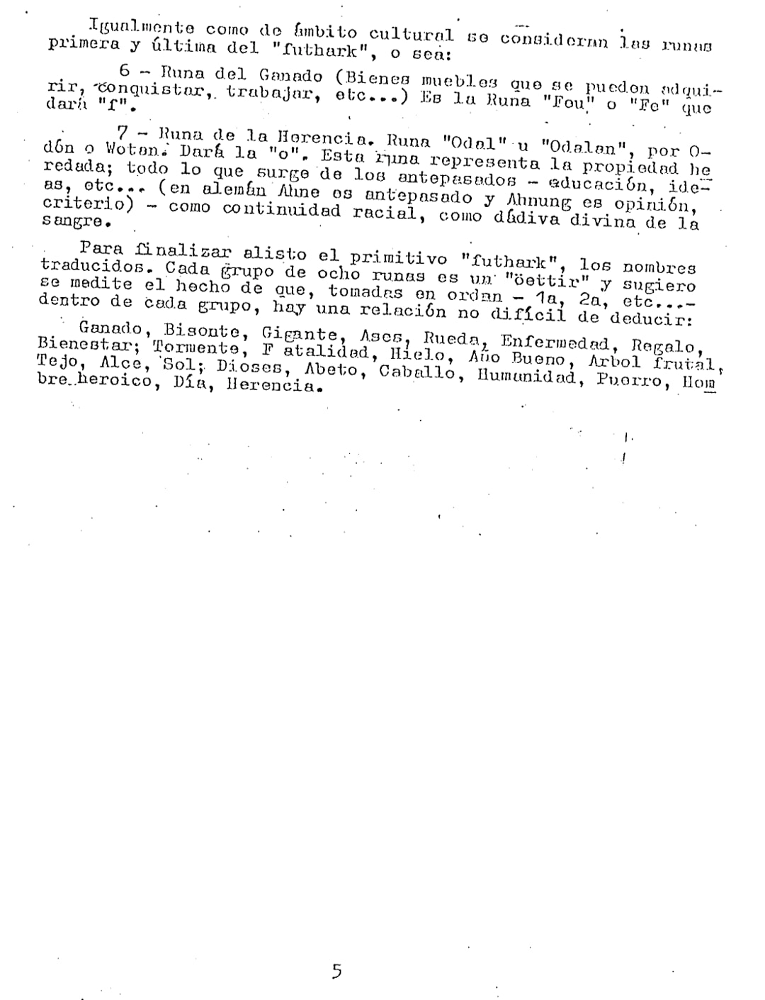 Igualmente como de ámbito cultural se consideran las runas
primera y última del "futhark", o sea:
6 - Runa del Ganado (Bienes muebles que se pueden adqui-
rir, conquistar, trabajar, etc...) Es la Runa "Feu" o "Fe" que
dará "f".
7 - Runa de la Herencia. Runa "Odal" u "Odalan", por O-
dón o Wotan. Dará la "o". Esta runa representa la propiedad he
redada; todo lo que surge de los antepasados - educación, ide-
as, etc... (en alemán Ahne es antepasado y Ahnung es opinión,
criterio) - como continuidad racial, como dádiva divina de la
sangre.
Para finalizar alisto el primitivo "futhark", los nombres
traducidos. Cada grupo de ocho runas es un "öettir" y sugiero
se medite el hecho de que, tomadas en ordan - 1a, 2a, etc...-
dentro de cada grupo, hay una relación no difícil de deducir:
Ganado, Bisonte, Gigante, Ases, Rueda, Enfermedad, Regalo,
Bienestar; Tormente, F atalidad, Hielo, Año Bueno, Arbol frutal,
Tejo, Alce, Sol; Dioses, Abeto, Caballo, Humanidad, Puerro, Hom
bre heroico, Día, Herencia.
5